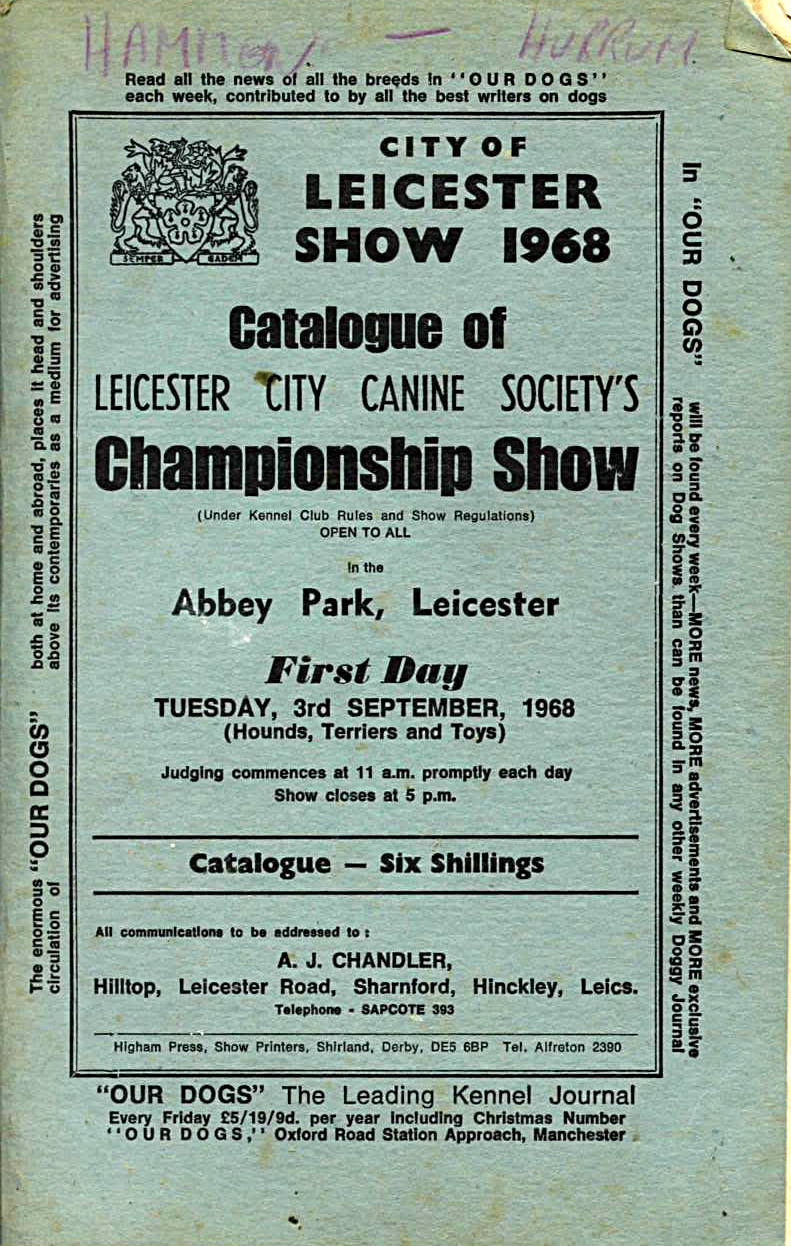 HAMMOND — HURRUM
Read all the news of all the breeds in "OUR DOGS"
each week, contributed to by all the best writers on dogs
SEMPER EADEM
CITY OF
LEICESTER
SHOW 1968
Catalogue of
LEICESTER CITY CANINE SOCIETY'S
Championship Show
(Under Kennel Club Rules and Show Regulations)
OPEN TO ALL
in the
Abbey Park, Leicester
First Day
TUESDAY, 3rd SEPTEMBER, 1968
(Hounds, Terriers and Toys)
Judging commences at 11 a.m. promptly each day
Show closes at 5 p.m.
Catalogue — Six Shillings
All communications to be addressed to :
A. J. CHANDLER,
Hilltop, Leicester Road, Sharnford, Hinckley, Leics.
Telephone - SAPCOTE 393
Higham Press, Show Printers, Shirland, Derby, DE5 6BP Tel. Alfreton 2390
The enormous "OUR DOGS" both at home and abroad, places it head and shoulders
circulation of above its contemporaries as a medium for advertising
In "OUR DOGS" will be found every week—MORE news, MORE advertisements and MORE exclusive
reports on Dog Shows than can be found in any other weekly Doggy Journal
"OUR DOGS" The Leading Kennel Journal
Every Friday £5/19/9d. per year including Christmas Number
"OUR DOGS," Oxford Road Station Approach, Manchester